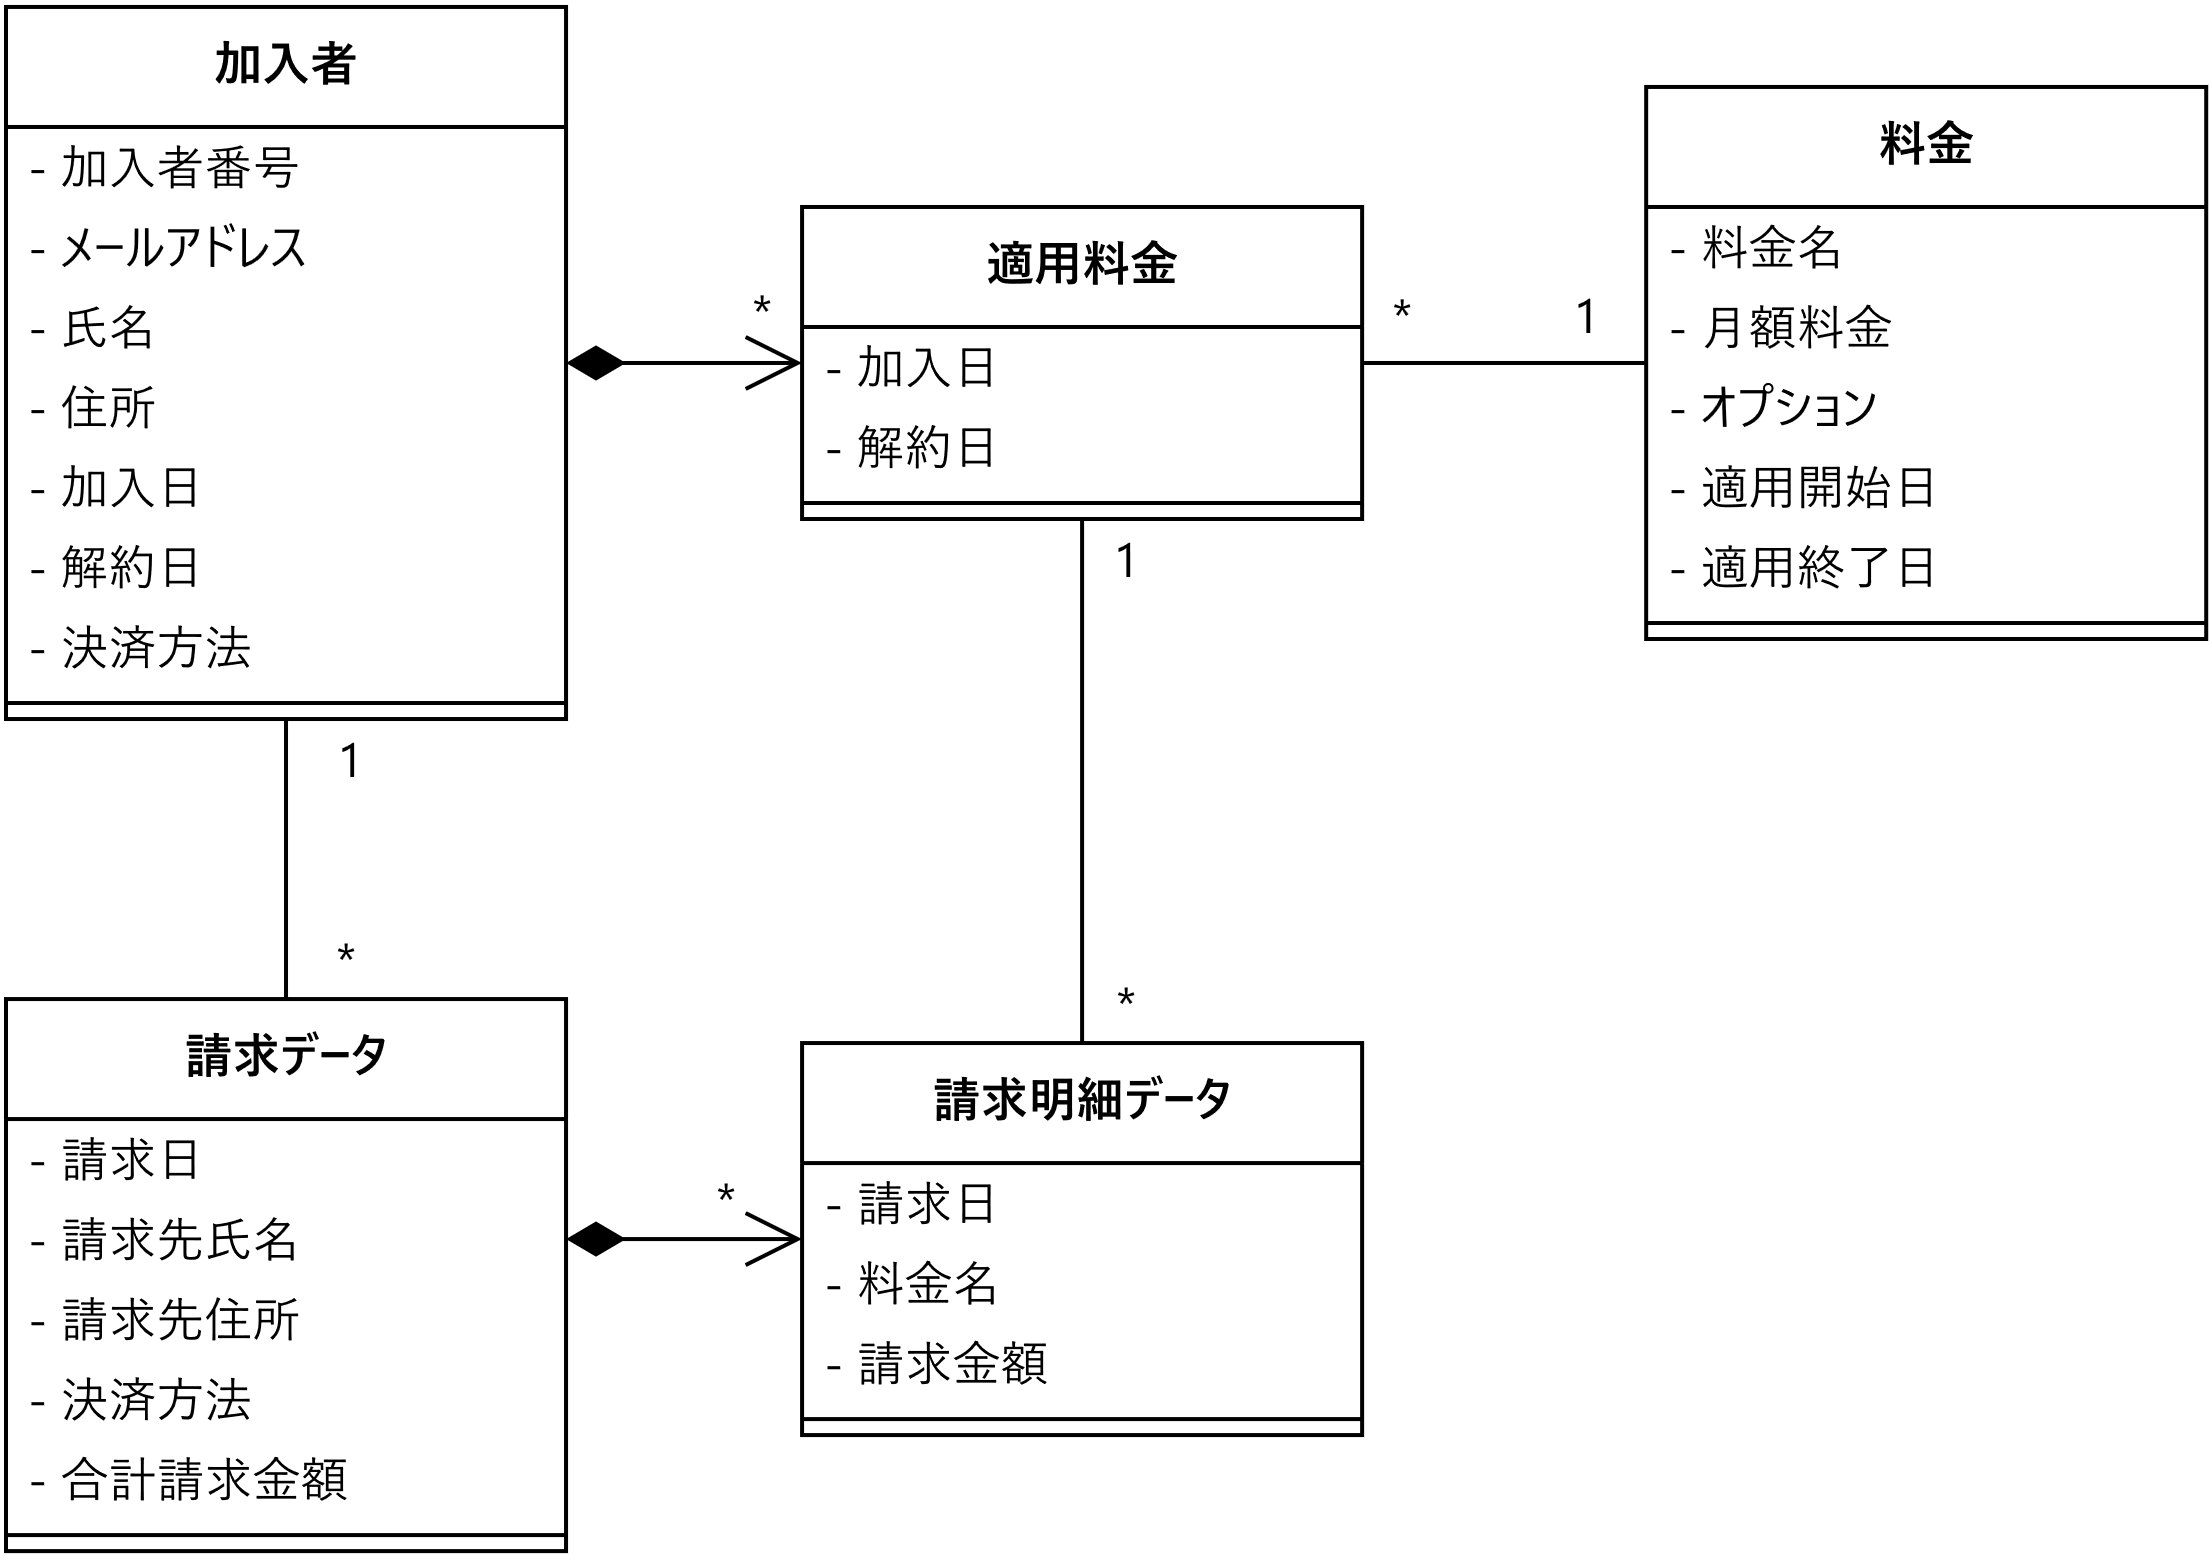 加入者
- 加入者番号
- メールアドレス
- 氏名
- 住所
- 加入日
- 解約日
- 決済方法
*
適用料金
- 加入日
- 解約日
*
1
料金
- 料金名
- 月額料金
- オプション
- 適用開始日
- 適用終了日
1
1
*
*
請求データ
- 請求日
- 請求先氏名
- 請求先住所
- 決済方法
- 合計請求金額
*
請求明細データ
- 請求日
- 料金名
- 請求金額